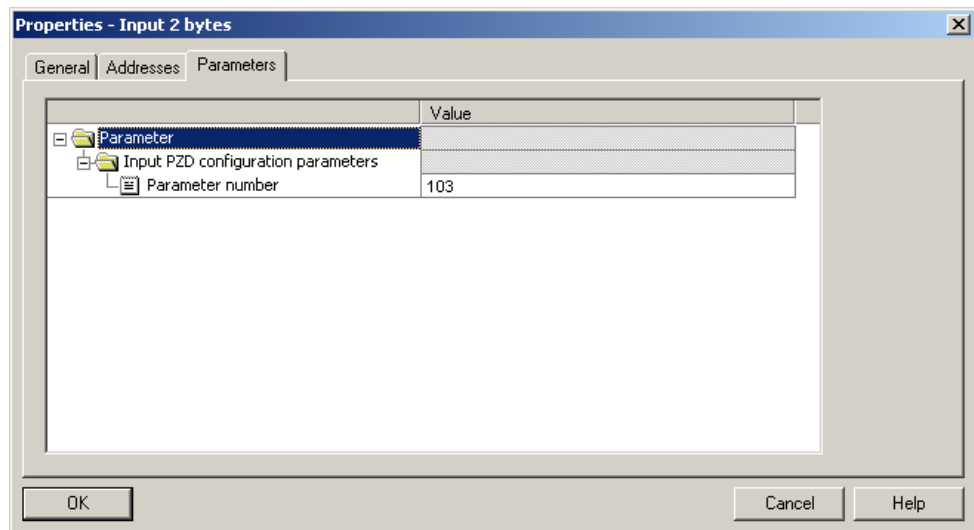 Properties - Input 2 bytes
General Addresses Parameters
Value
Parameter
Input PZD configuration parameters
Parameter number 103
OK Cancel Help